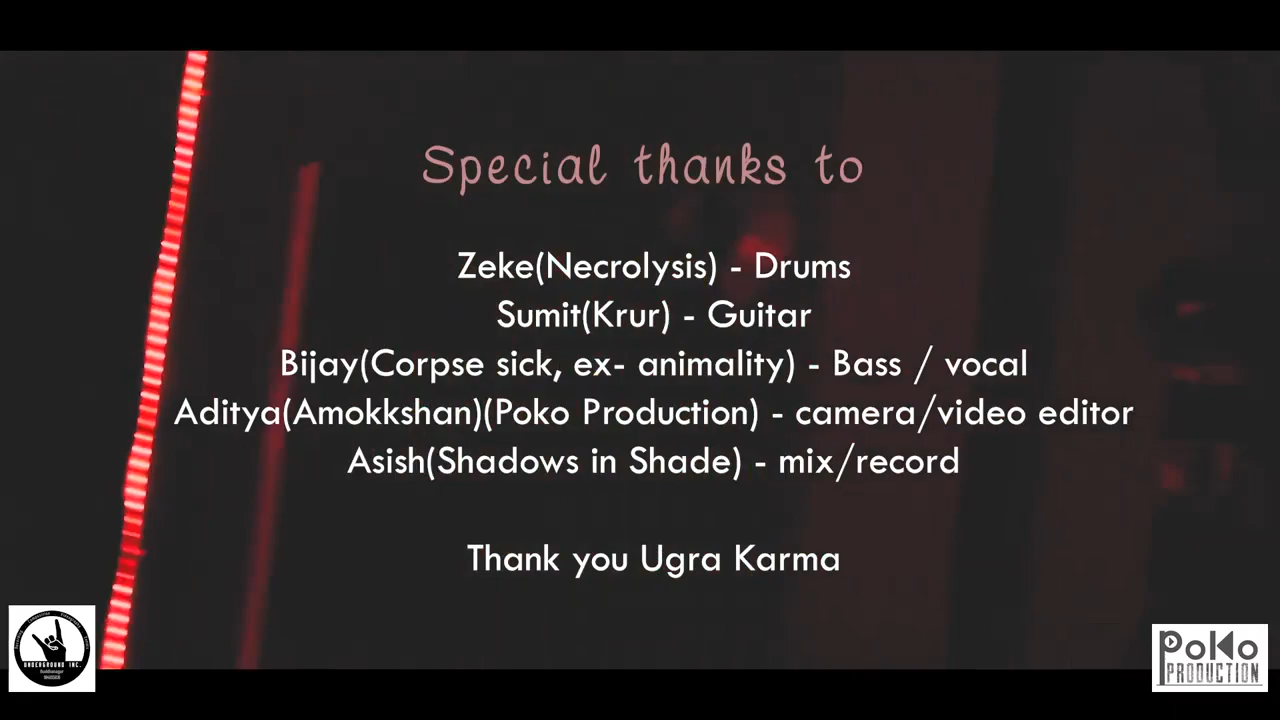 Special thanks to
Zeke(Necrolysis) - Drums
Sumit(Krur) - Guitar
Bijay(Corpse sick, ex- animality) - Bass / vocal
Aditya(Amokkshan)(Poko Production) - camera/video editor
Asish(Shadows in Shade) - mix/record
Thank you Ugra Karma
UNDERGROUND INC.
PoKo
PRODUCTION